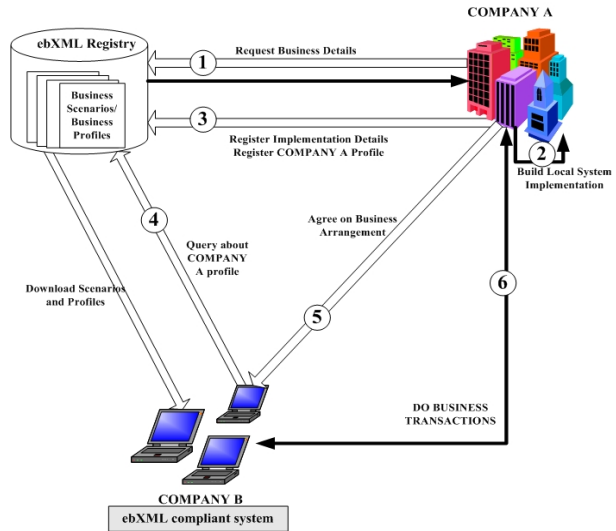 COMPANY A
ebXML Registry
Request Business Details
1
Business
Scenarios/
Business
Profiles
3
Register Implementation Details
Register COMPANY A Profile
2
Build Local System
Implementation
4
Agree on Business
Arrangement
Query about
COMPANY
A profile
6
Download Scenarios
and Profiles
5
DO BUSINESS
TRANSACTIONS
COMPANY B
ebXML compliant system